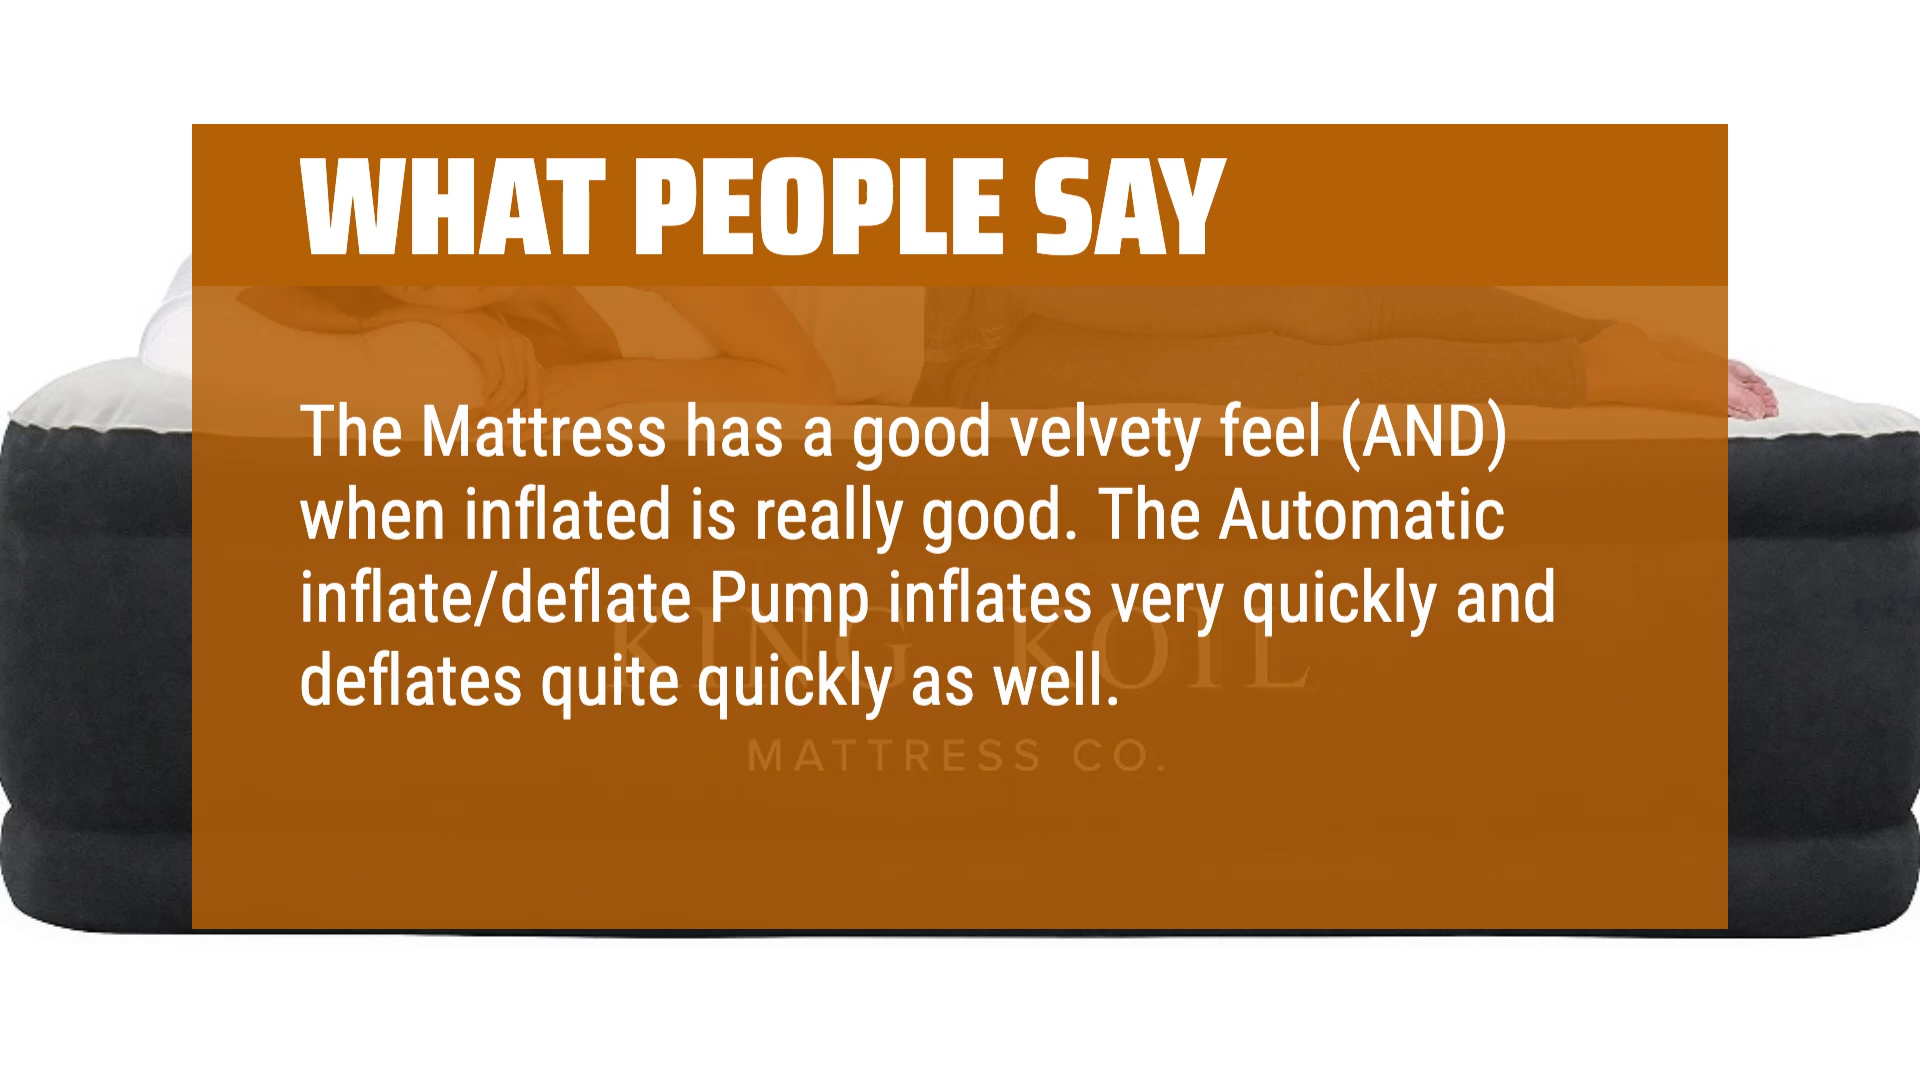 WHAT PEOPLE SAY
The Mattress has a good velvety feel (AND)
when inflated is really good. The Automatic
inflate/deflate Pump inflates very quickly and
deflates quite quickly as well.
KING KOIL
MATTRESS CO.